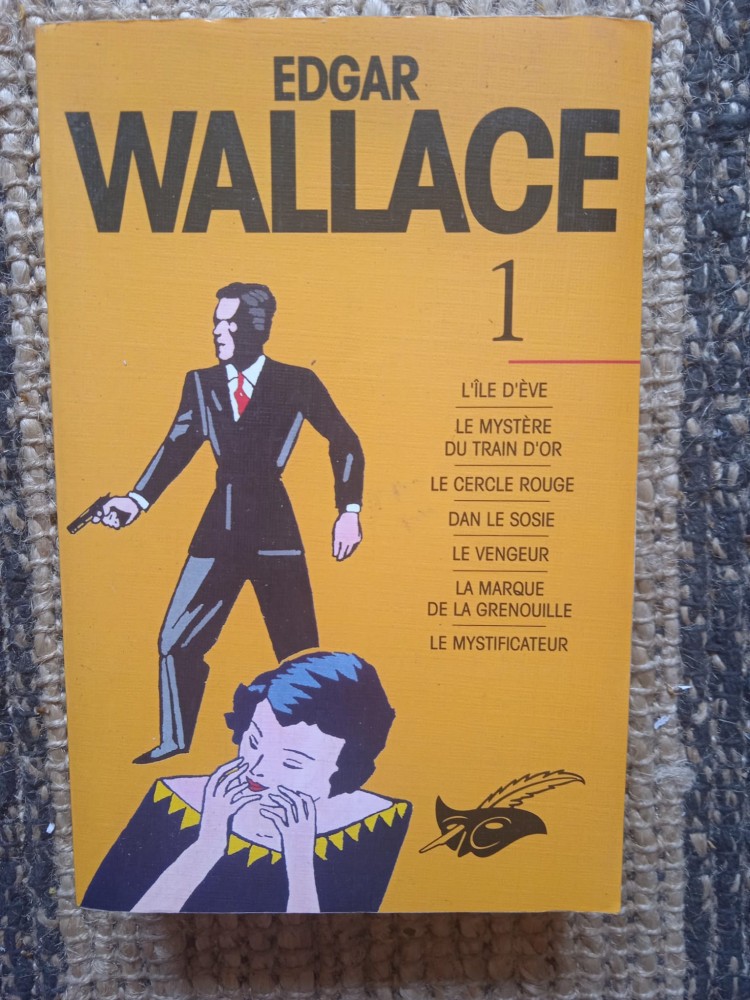 EDGAR
WALLACE
1
L'ÎLE D'ÈVE
LE MYSTÈRE
DU TRAIN D'OR
LE CERCLE ROUGE
DAN LE SOSIE
LE VENGEUR
LA MARQUE
DE LA GRENOUILLE
LE MYSTIFICATEUR